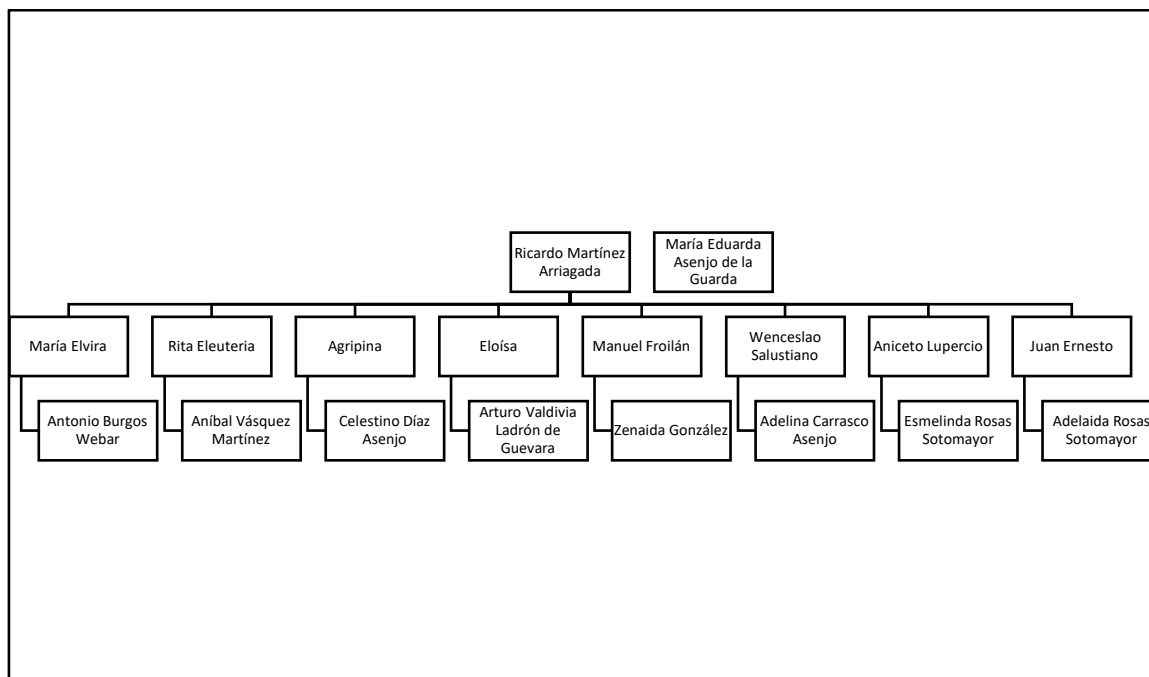 Ricardo Martínez
Arriagada
María Eduarda
Asenjo de la
Guarda
María Elvira
Rita Eleuteria
Agripina
Eloísa
Manuel Froilán
Wenceslao
Salustiano
Aniceto Lupercio
Juan Ernesto
Antonio Burgos
Webar
Aníbal Vásquez
Martínez
Celestino Díaz
Asenjo
Arturo Valdivia
Ladrón de
Guevara
Zenaida González
Adelina Carrasco
Asenjo
Esmelinda Rosas
Sotomayor
Adelaida Rosas
Sotomayor